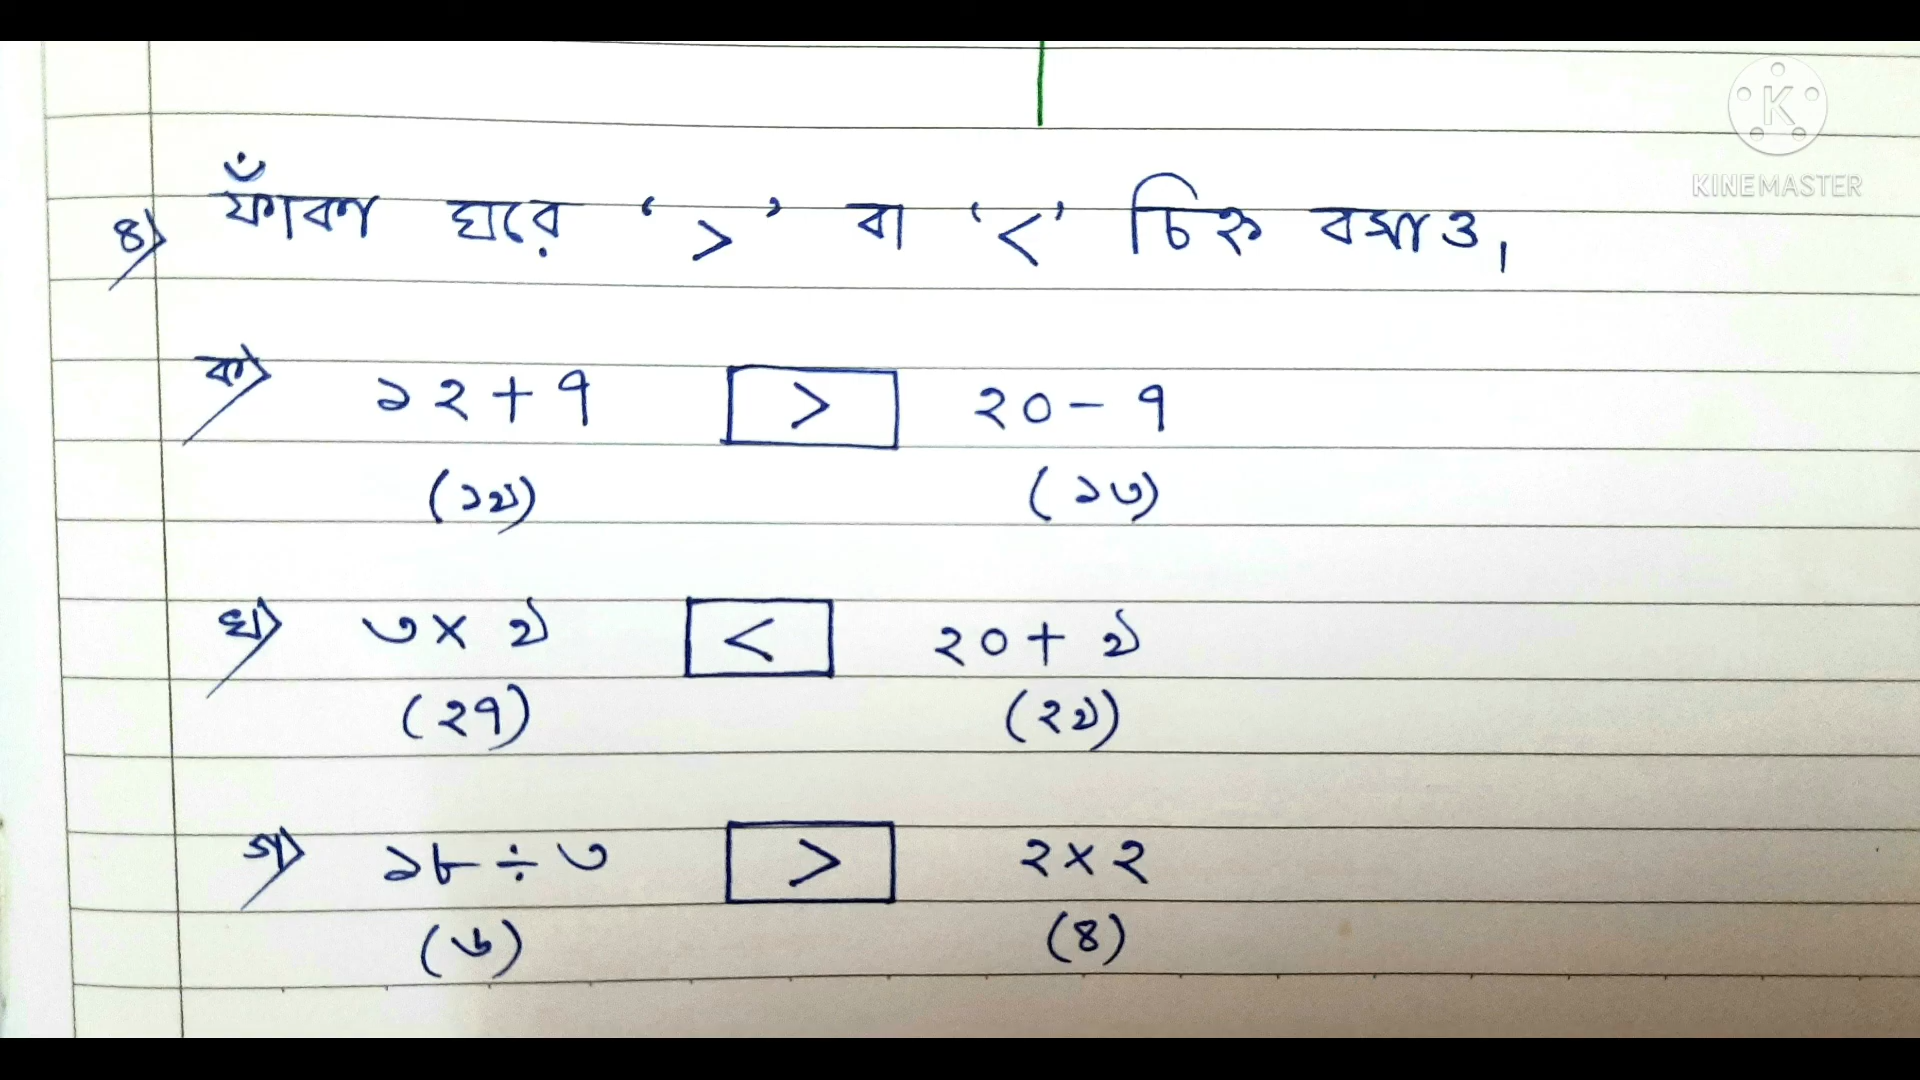 KINEMASTER
৪) ফাঁকা ঘরে ‘>’ বা ‘<’ চিহ্ন বসাও।
ক) ১২+৭ > ২০-৭
(১৯) (১৩)
খ) ৩×৯ < ২০+৯
(২৭) (২৯)
গ) ১৮÷৩ > ২×২
(৬) (৪)